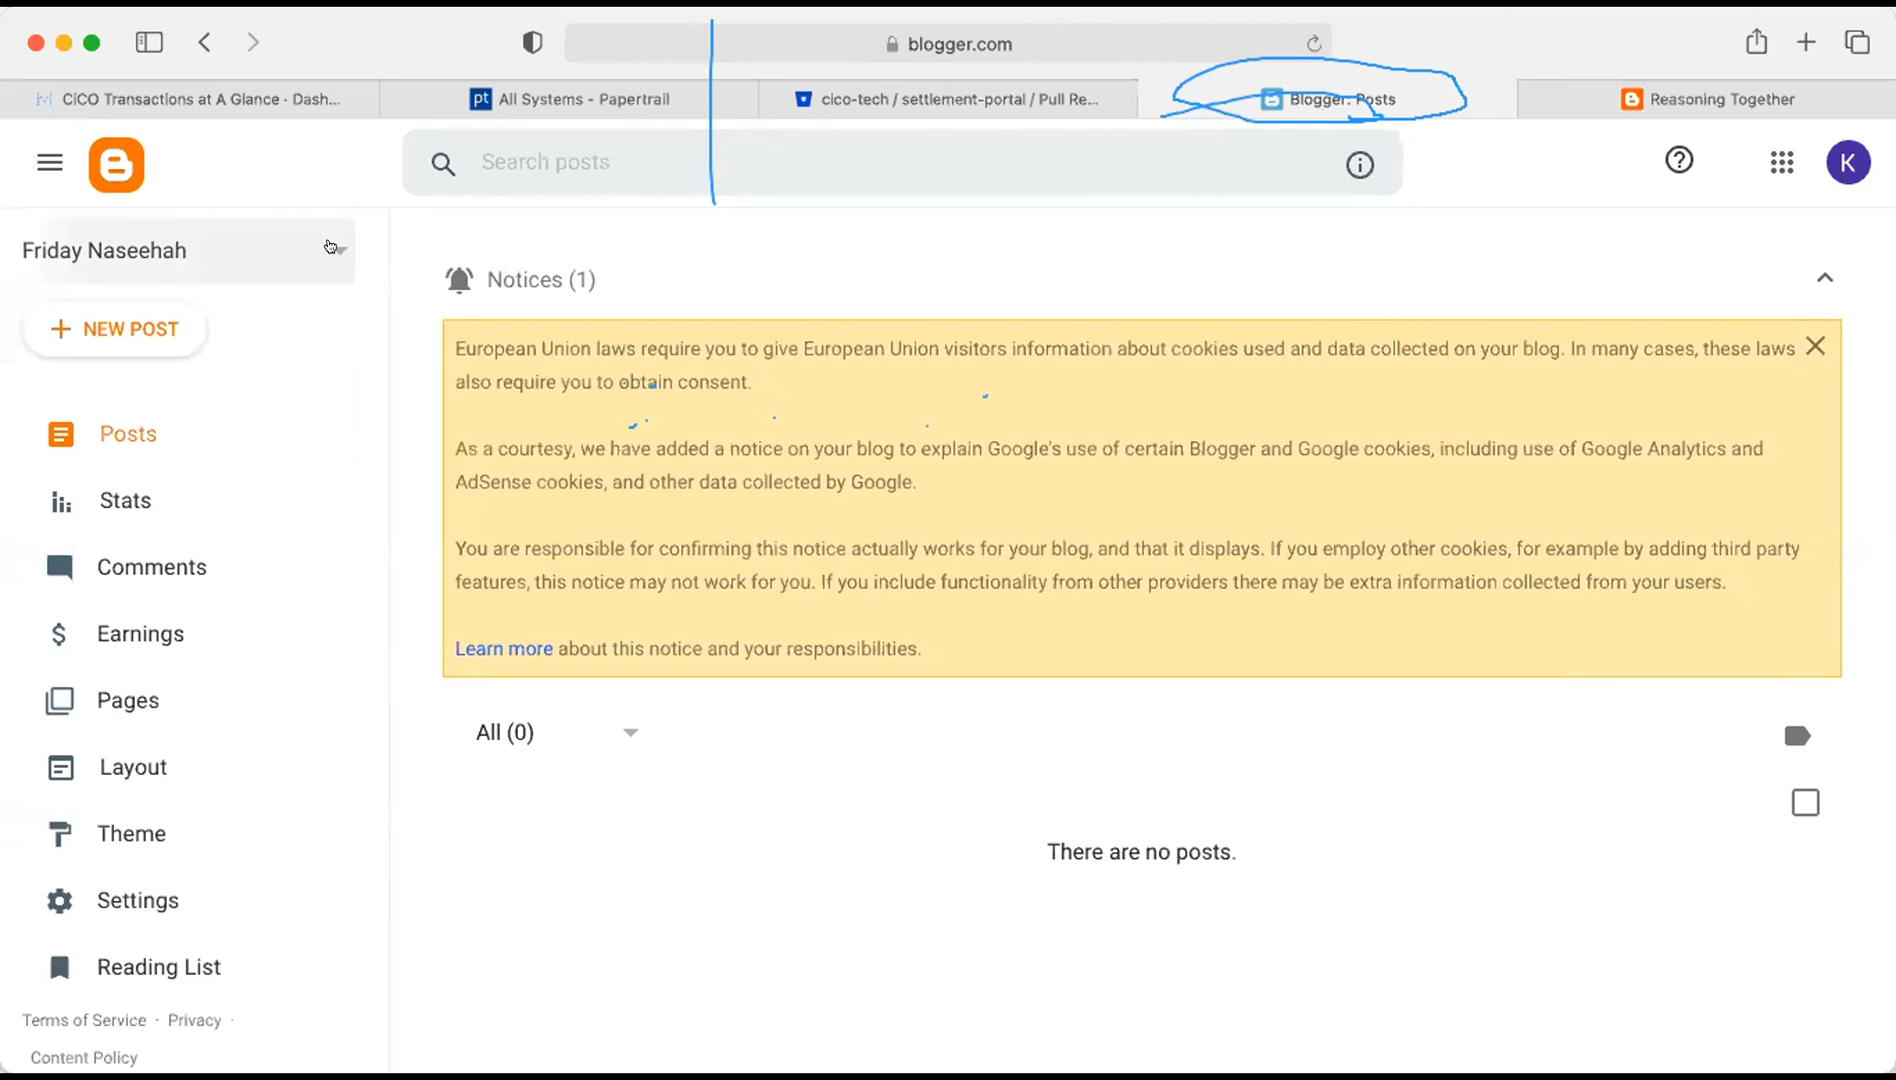 blogger.com
CiCO Transactions at A Glance · Dash...
pt All Systems - Papertrail
cico-tech / settlement-portal / Pull Re...
Blogger: Posts
Reasoning Together
Search posts
K
Friday Naseehah
NEW POST
Posts
Stats
Comments
Earnings
Pages
Layout
Theme
Settings
Reading List
Terms of Service · Privacy ·
Content Policy
Notices (1)
European Union laws require you to give European Union visitors information about cookies used and data collected on your blog. In many cases, these laws
also require you to obtain consent.
As a courtesy, we have added a notice on your blog to explain Google's use of certain Blogger and Google cookies, including use of Google Analytics and
AdSense cookies, and other data collected by Google.
You are responsible for confirming this notice actually works for your blog, and that it displays. If you employ other cookies, for example by adding third party
features, this notice may not work for you. If you include functionality from other providers there may be extra information collected from your users.
Learn more about this notice and your responsibilities.
All (0)
There are no posts.